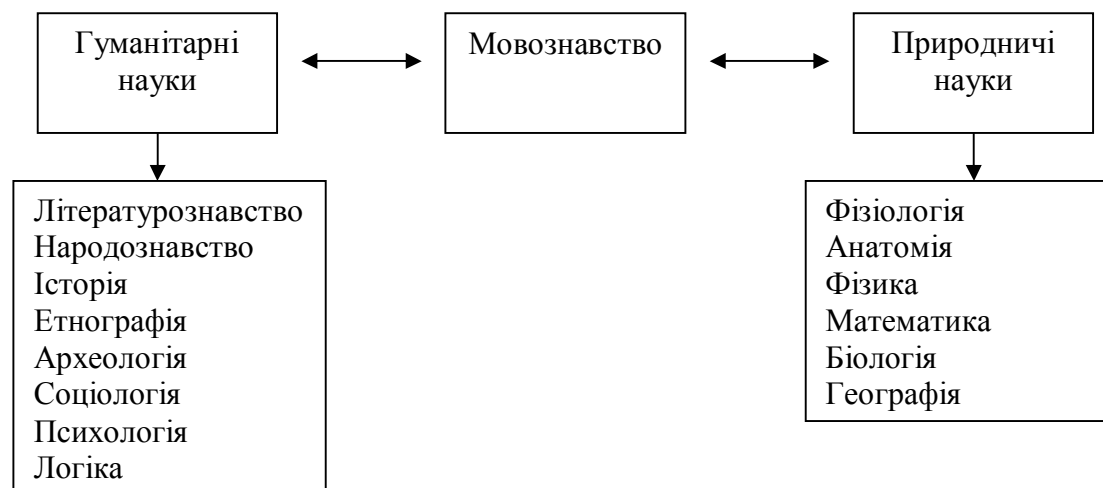 Гуманітарні
науки
Мовознавство
Природничі
науки
Літературознавство
Народознавство
Історія
Етнографія
Археологія
Соціологія
Психологія
Логіка
Фізіологія
Анатомія
Фізика
Математика
Біологія
Географія